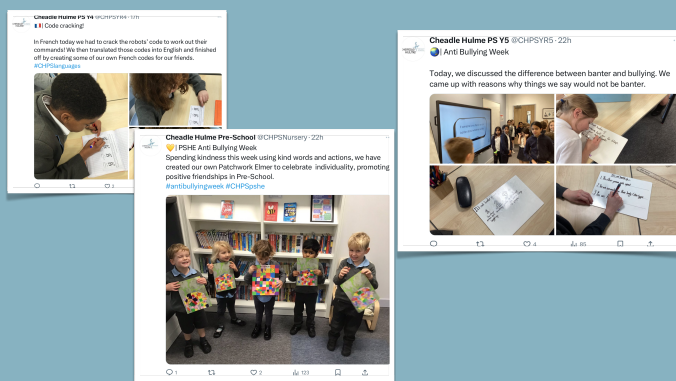 Cheadle Hulme PS Y4 @CHPSYR4 · 17h
| Code cracking!
In French today we had to crack the robots' code to work out their
commands! We then translated those codes into English and finished
off by creating some of our own French codes for our friends.
#CHPSlanguages
Cheadle Hulme Pre-School @CHPSNursery · 22h
| PSHE Anti Bullying Week
Spending kindness this week using kind words and actions, we have
created our own Patchwork Elmer to celebrate individuality, promoting
positive friendships in Pre-School.
#antibullyingweek #CHPSpshe
1
2
123
Cheadle Hulme PS Y5 @CHPSYR5 · 22h
| Anti Bullying Week
Today, we discussed the difference between banter and bullying. We
came up with reasons why things we say would not be banter.
4